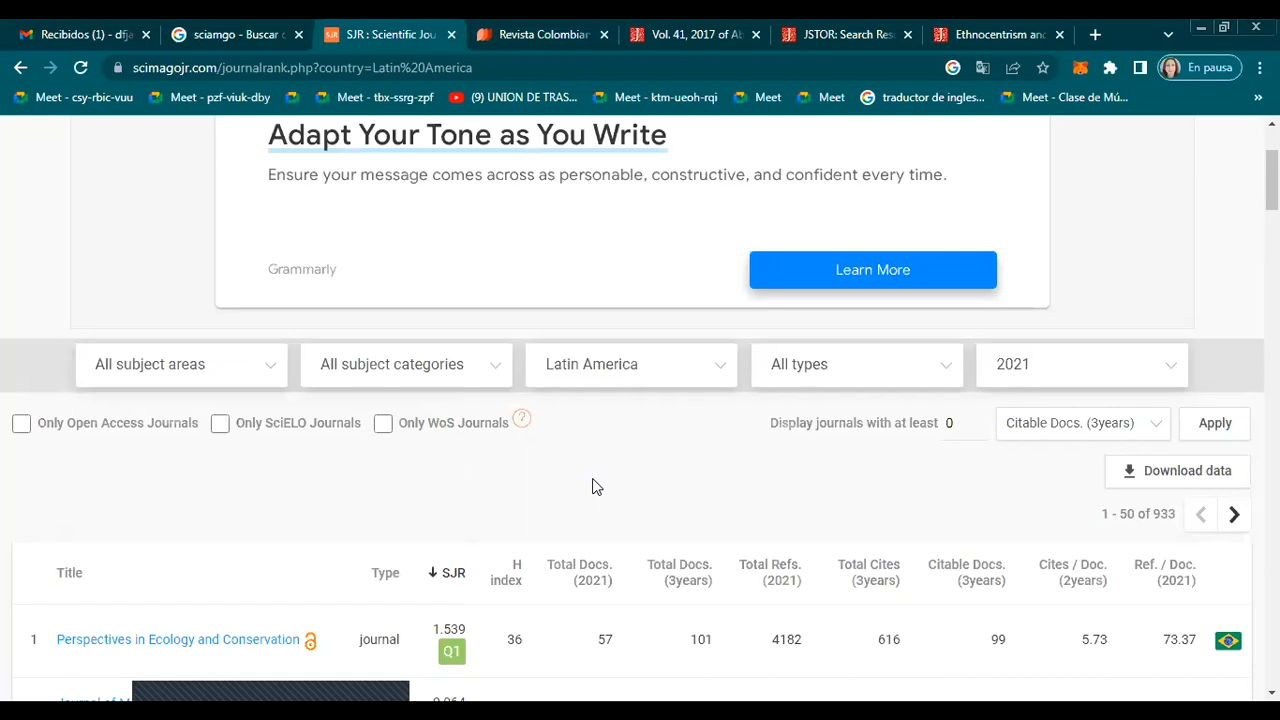 Recibidos (1) - dfja
sciamgo - Buscar c
SJR : Scientific Jou
Revista Colombian
Vol. 41, 2017 of Ab
JSTOR: Search Res
Ethnocentrism and
scimagojr.com/journalrank.php?country=Latin%20America
En pausa
Meet - csy-rbic-vuu
Meet - pzf-viuk-dby
Meet - tbx-ssrg-zpf
(9) UNION DE TRAS...
Meet - ktm-ueoh-rqi
Meet
Meet
traductor de ingles...
Meet - Clase de Mú...
Adapt Your Tone as You Write
Ensure your message comes across as personable, constructive, and confident every time.
Grammarly
Learn More
All subject areas
All subject categories
Latin America
All types
2021
Only Open Access Journals
Only SciELO Journals
Only WoS Journals ?
Display journals with at least 0
Citable Docs. (3years)
Apply
Download data
1 - 50 of 933
Title
Type
SJR
H index
Total Docs. (2021)
Total Docs. (3years)
Total Refs. (2021)
Total Cites (3years)
Citable Docs. (3years)
Cites / Doc. (2years)
Ref. / Doc. (2021)
1 Perspectives in Ecology and Conservation journal 1.539 Q1 36 57 101 4182 616 99 5.73 73.37